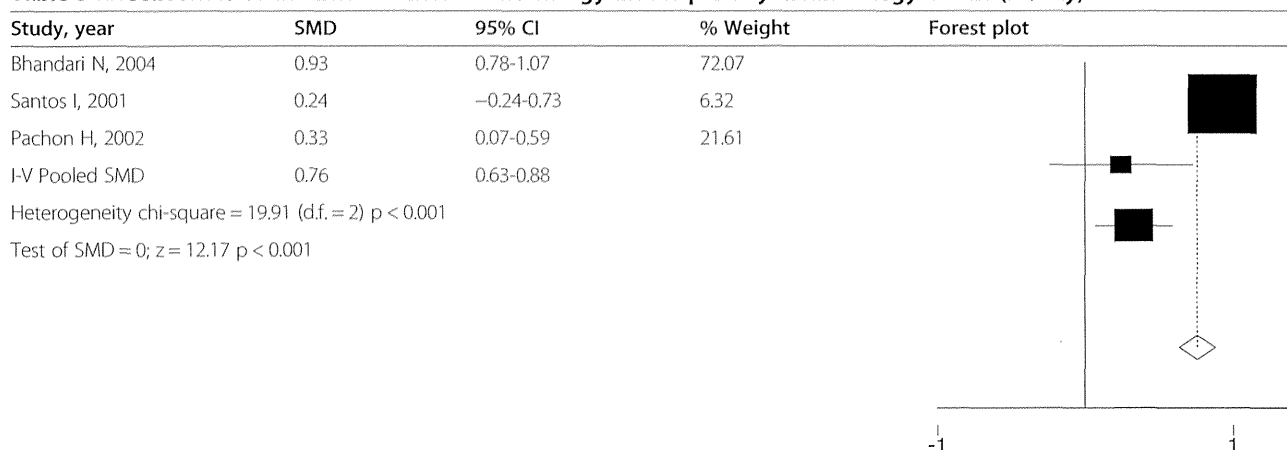 Study, year SMD 95% CI % Weight Forest plot
Bhandari N, 2004 0.93 0.78-1.07 72.07
Santos I, 2001 0.24 −0.24-0.73 6.32
Pachon H, 2002 0.33 0.07-0.59 21.61
I-V Pooled SMD 0.76 0.63-0.88
Heterogeneity chi-square = 19.91 (d.f. = 2) p < 0.001
Test of SMD = 0; z = 12.17 p < 0.001
-1 1